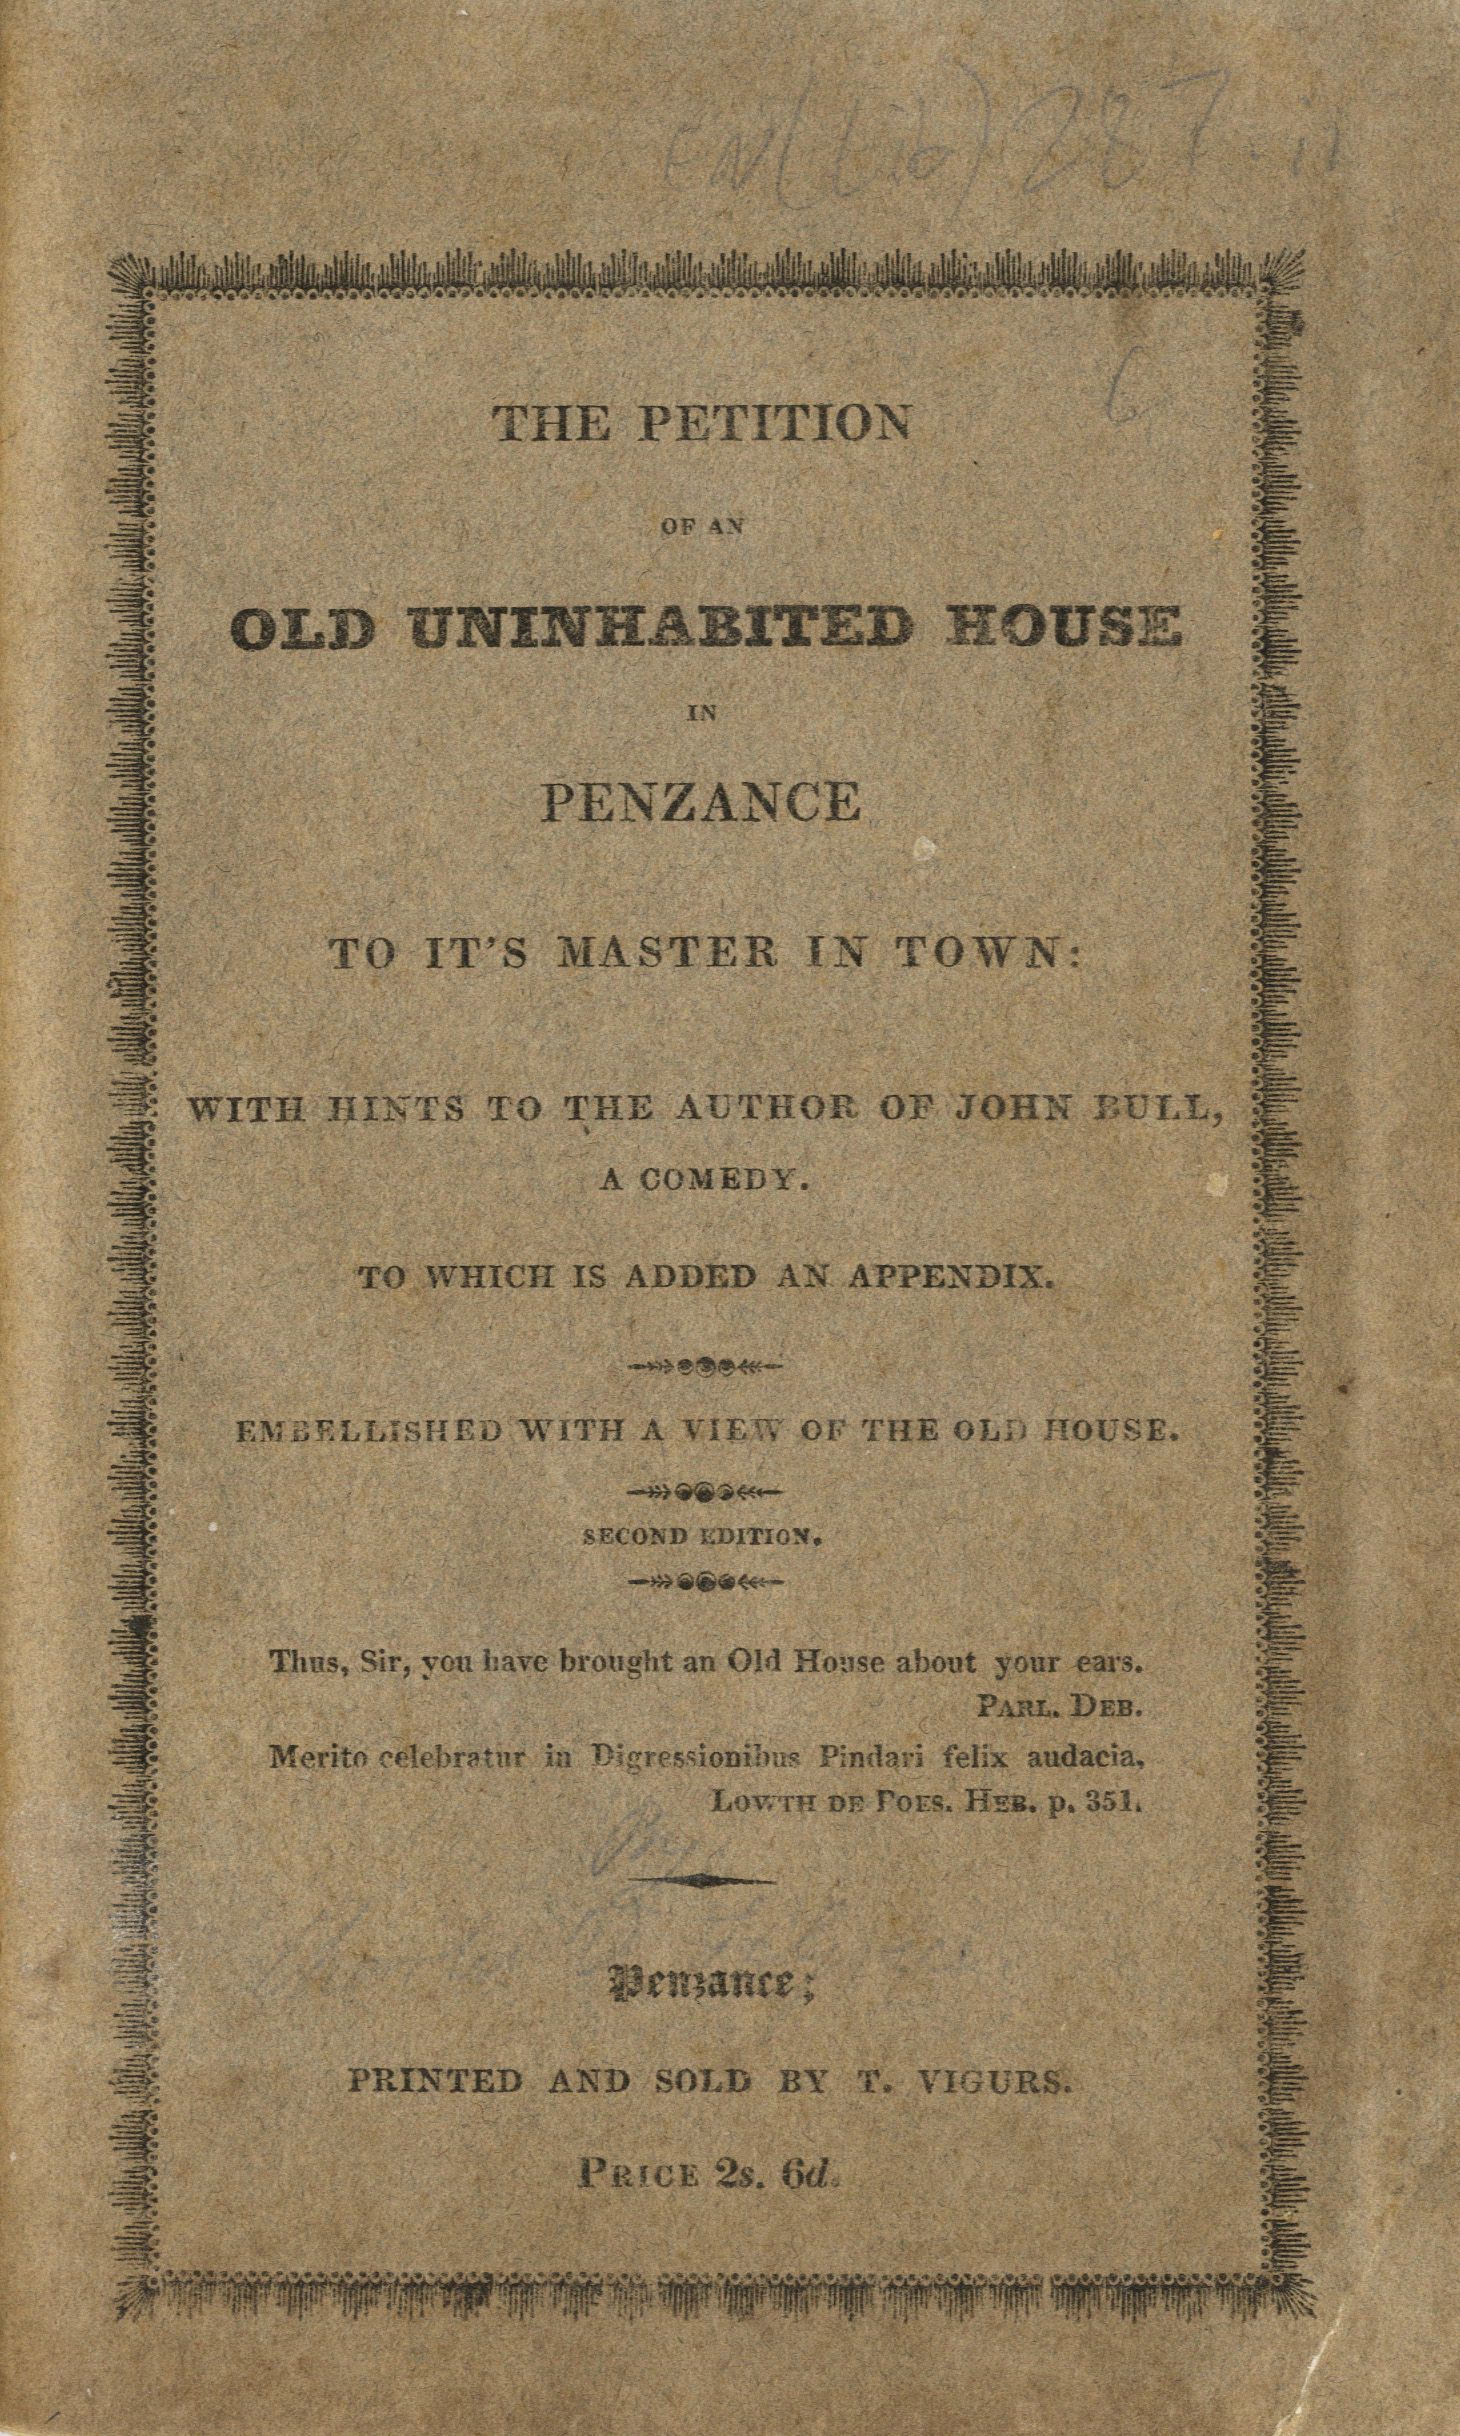 THE PETITION
OF AN
OLD UNINHABITED HOUSE
IN
PENZANCE
TO IT'S MASTER IN TOWN:
WITH HINTS TO THE AUTHOR OF JOHN BULL,
A COMEDY.
TO WHICH IS ADDED AN APPENDIX.
EMBELLISHED WITH A VIEW OF THE OLD HOUSE.
SECOND EDITION.
Thus, Sir, you have brought an Old House about your ears.
PARL. DEB.
Merito celebratur in Digressionibus Pindari felix audacia,
LOWTH DE POES. HEB. p. 351.
Penzance;
PRINTED AND SOLD BY T. VIGURS.
PRICE 2s. 6d.